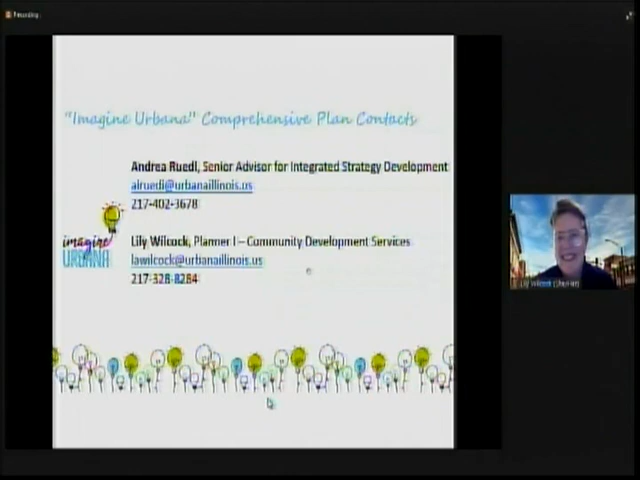 Recording
"Imagine Urbana" Comprehensive Plan Contacts
Andrea Ruedi, Senior Advisor for Integrated Strategy Development
alruedi@urbanaillinois.us
217-402-3678
imagine
URBANA
Lily Wilcock, Planner I – Community Development Services
lawilcock@urbanaillinois.us
217-328-8284
Lily Wilcock (She/Her)